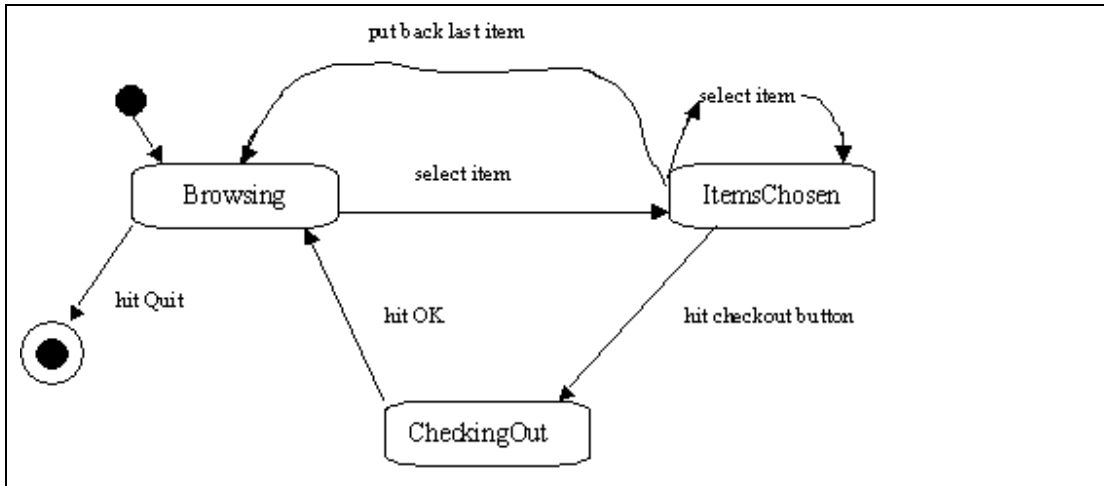 put back last item
select item
select item
Browsing
ItemsChosen
hit Quit
hit OK
hit checkout button
CheckingOut